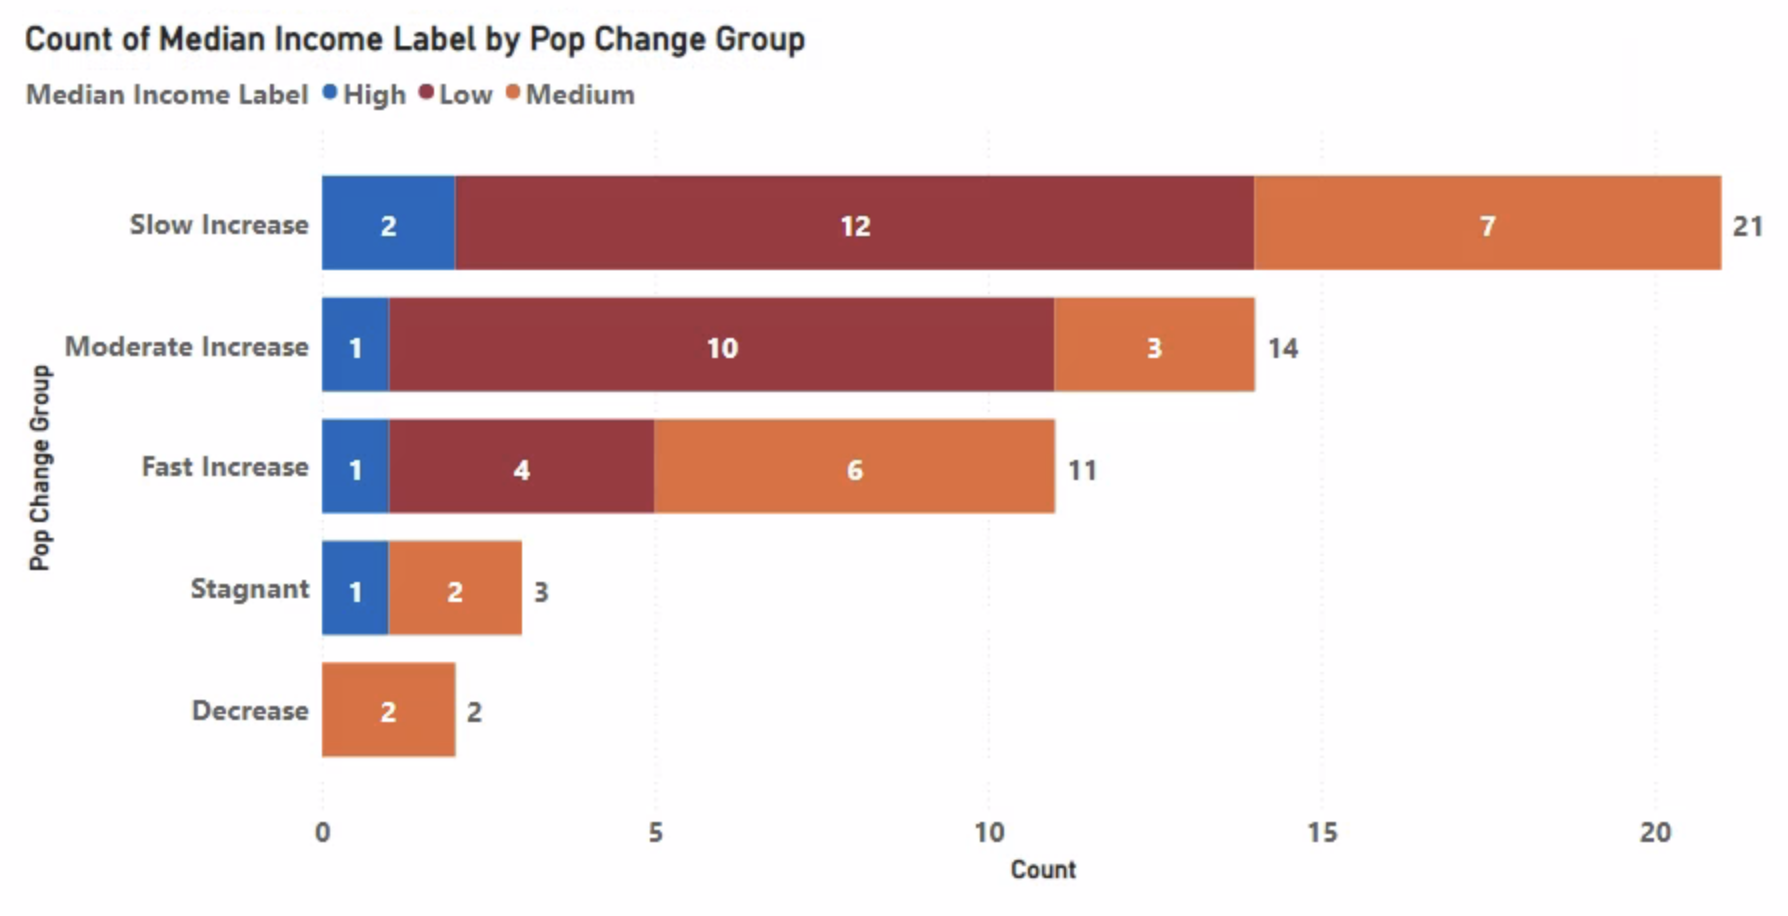 Count of Median Income Label by Pop Change Group
Median Income Label High Low Medium
Pop Change Group
Slow Increase 2 12 7 21
Moderate Increase 1 10 3 14
Fast Increase 1 4 6 11
Stagnant 1 2 3
Decrease 2 2
0 5 10 15 20
Count